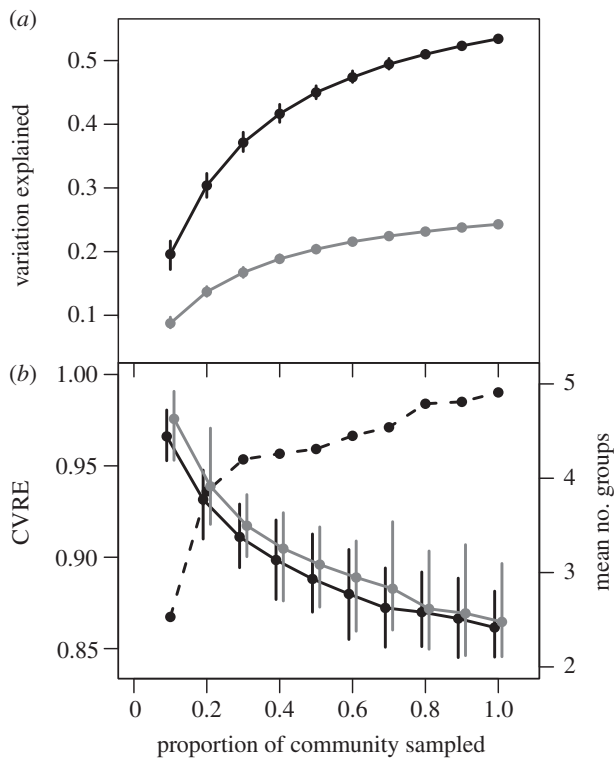 (a)
0.5
0.4
0.3
0.2
0.1
variation explained
(b)
1.00
0.95
0.90
0.85
CVRE
5
4
3
2
mean no. groups
0 0.2 0.4 0.6 0.8 1.0
proportion of community sampled